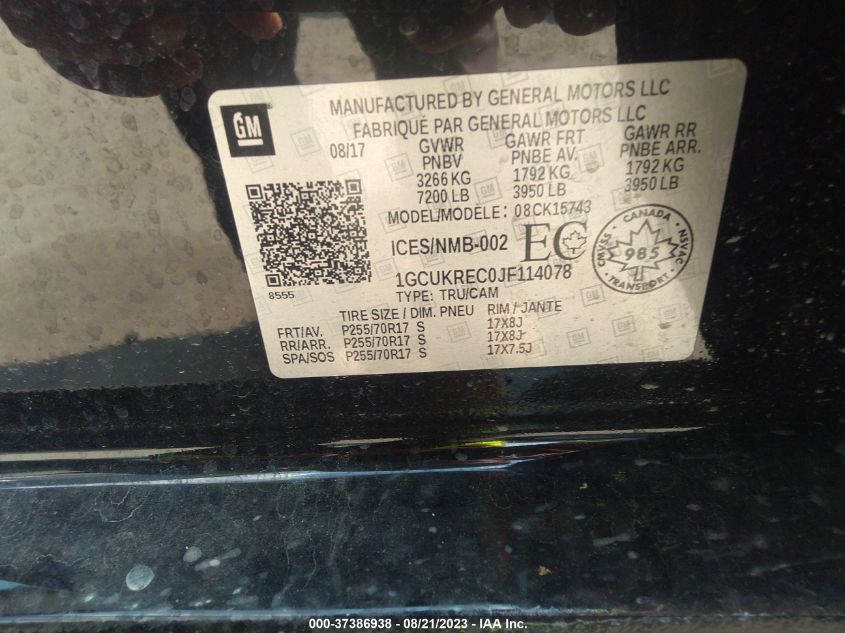 GM
MANUFACTURED BY GENERAL MOTORS LLC
FABRIQUÉ PAR GENERAL MOTORS LLC
08/17 GVWR GAWR FRT GAWR RR
PNBV PNBE AV. PNBE ARR.
3266 KG 1792 KG 1792 KG
7200 LB 3950 LB 3950 LB
MODEL/MODÈLE: 08CK15743
ICES/NMB-002 EC
CANADA
985
TRANSPORT
NSVAC
SNVAC
1GCUKREC0JF114078
8555
TYPE: TRU/CAM
TIRE SIZE / DIM. PNEU RIM / JANTE
FRT/AV. P255/70R17 S 17X8J
RR/ARR. P255/70R17 S 17X8J
SPA/SOS P255/70R17 S 17X7.5J
000-37386938 - 08/21/2023 - IAA Inc.